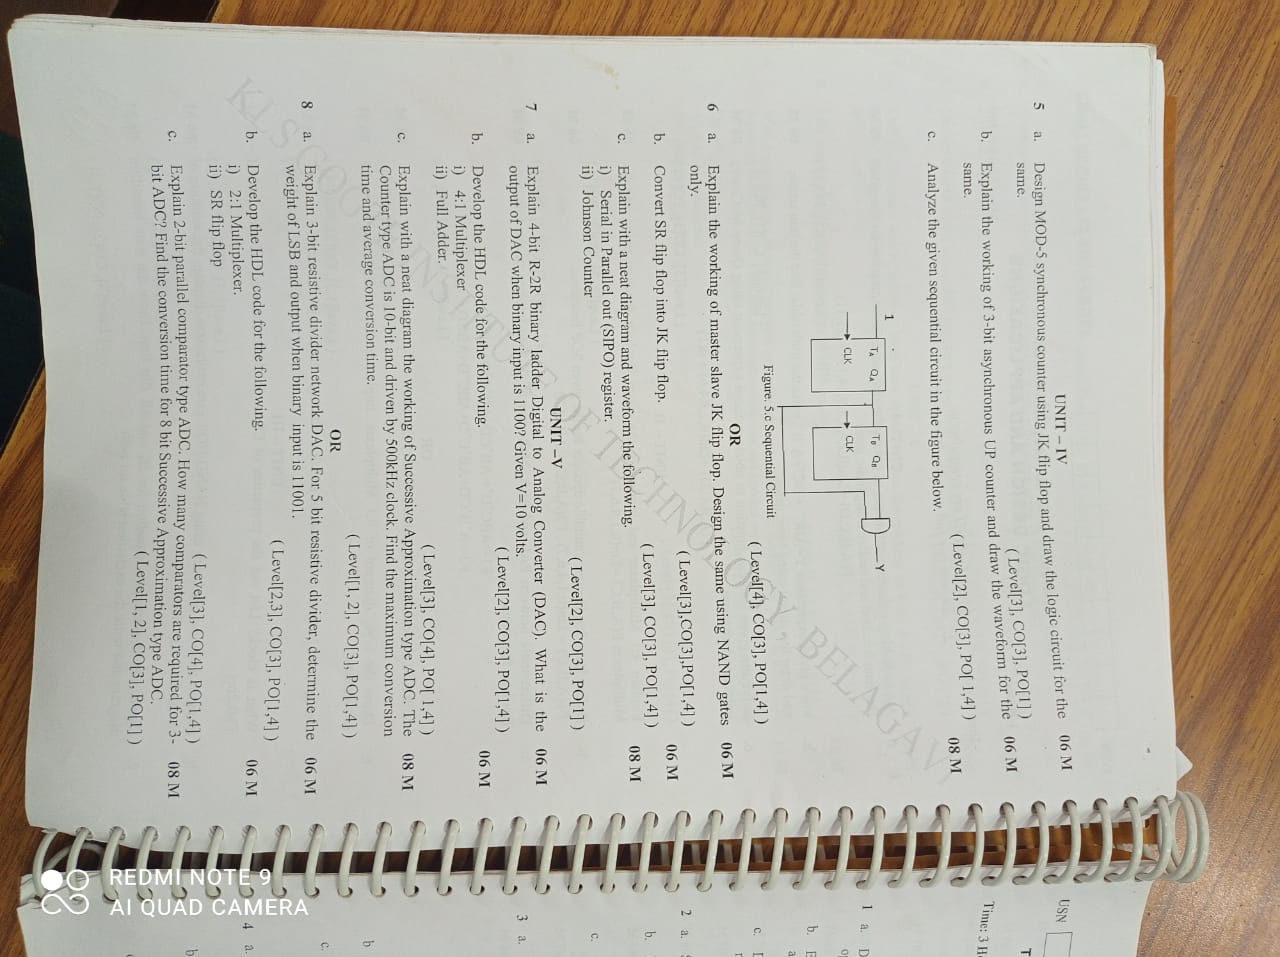 UNIT – IV
5 a. Design MOD-5 synchronous counter using JK flip flop and draw the logic circuit for the 06 M
same.
( Level[3], CO[3], PO[1] )
b. Explain the working of 3-bit asynchronous UP counter and draw the waveform for the 06 M
same.
( Level[2], CO[3], PO[ 1,4] )
c. Analyze the given sequential circuit in the figure below. 08 M
1
TA QA TB QB Y
CLK CLK
Figure. 5.c Sequential Circuit
( Level[4], CO[3], PO[1,4] )
OR
6 a. Explain the working of master slave JK flip flop. Design the same using NAND gates 06 M
only.
( Level[3],CO[3],PO[1,4] )
b. Convert SR flip flop into JK flip flop. 06 M
( Level[3], CO[3], PO[1,4] )
c. Explain with a neat diagram and waveform the following. 08 M
i) Serial in Parallel out (SIPO) register.
ii) Johnson Counter
( Level[2], CO[3], PO[1] )
UNIT –V
7 a. Explain 4-bit R-2R binary ladder Digital to Analog Converter (DAC). What is the 06 M
output of DAC when binary input is 1100? Given V=10 volts.
( Level[2], CO[3], PO[1,4] )
b. Develop the HDL code for the following. 06 M
i) 4:1 Multiplexer
ii) Full Adder.
( Level[3], CO[4], PO[ 1,4] )
c. Explain with a neat diagram the working of Successive Approximation type ADC. The 08 M
Counter type ADC is 10-bit and driven by 500kHz clock. Find the maximum conversion
time and average conversion time.
( Level[1, 2], CO[3], PO[1,4] )
OR
8 a. Explain 3-bit resistive divider network DAC. For 5 bit resistive divider, determine the 06 M
weight of LSB and output when binary input is 11001.
( Level[2,3], CO[3], PO[1,4] )
b. Develop the HDL code for the following. 06 M
i) 2:1 Multiplexer.
ii) SR flip flop
( Level[3], CO[4], PO[1,4] )
c. Explain 2-bit parallel comparator type ADC. How many comparators are required for 3- 08 M
bit ADC? Find the conversion time for 8 bit Successive Approximation type ADC.
( Level[1, 2], CO[3], PO[1] )
OF TECHNOLOGY, BELAGAVI
USN
T
Time: 3 H
1 a. D
b. E
a
c.
2 a.
b.
c.
3 a.
b
c.
4 a.
b
REDMI NOTE 9
AI QUAD CAMERA